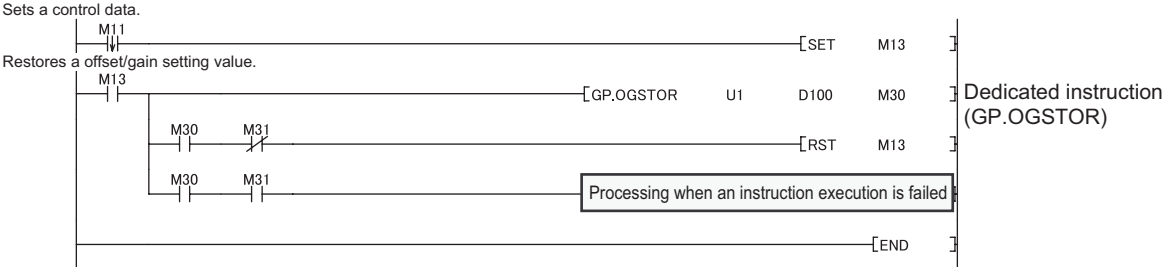 Sets a control data.
M11
SET M13
Restores a offset/gain setting value.
M13
GP.OGSTOR U1 D100 M30
Dedicated instruction
(GP.OGSTOR)
M30 M31
RST M13
M30 M31
Processing when an instruction execution is failed
END